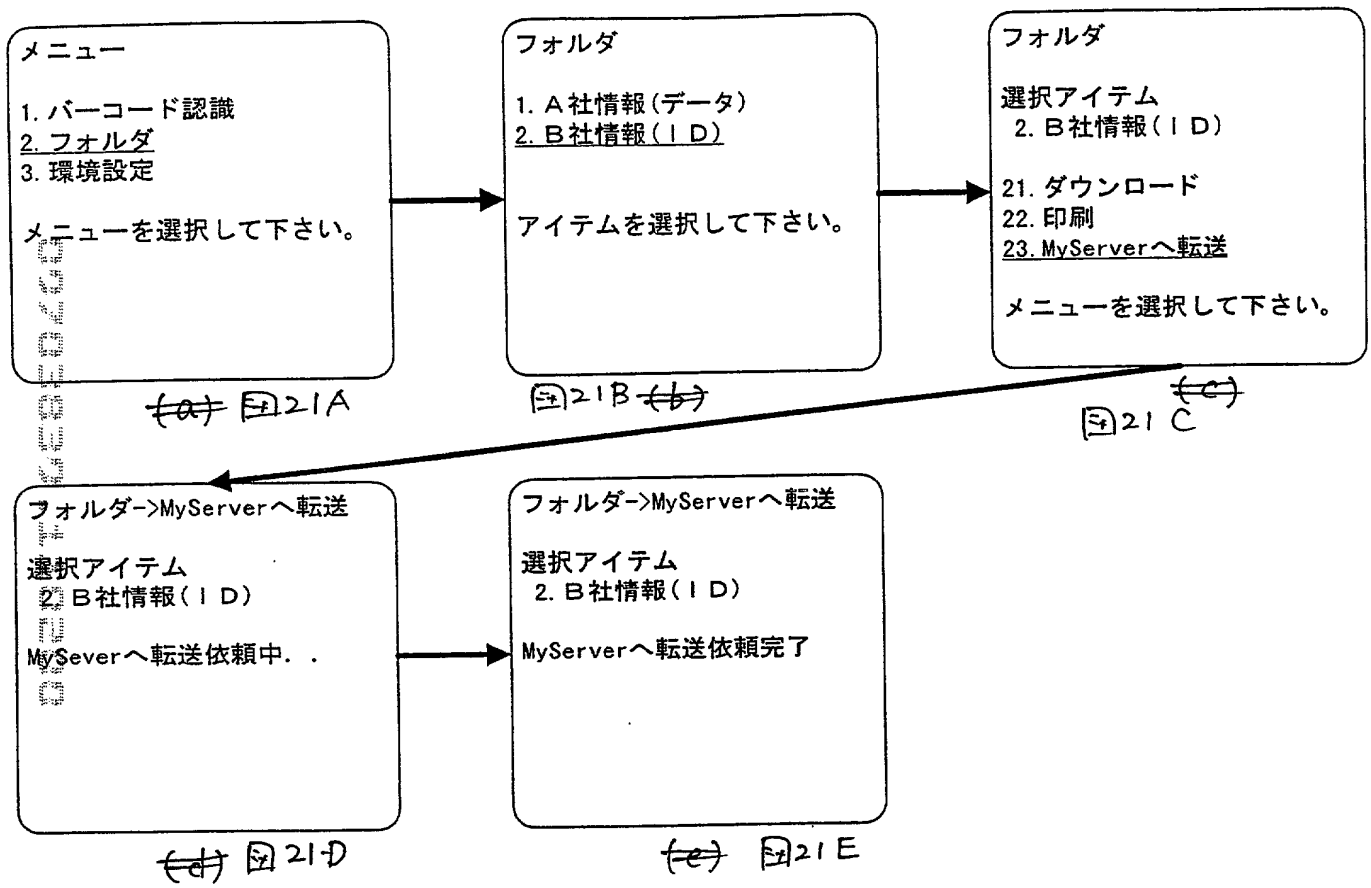 メニュー
1. バーコード認識
2. フォルダ
3. 環境設定
メニューを選択して下さい。
(a) 図21A
フォルダ
1. A社情報(データ)
2. B社情報(ID)
アイテムを選択して下さい。
図21B (b)
フォルダ
選択アイテム
2. B社情報(ID)
21. ダウンロード
22. 印刷
23. MyServerへ転送
メニューを選択して下さい。
(c)
図21C
フォルダ->MyServerへ転送
選択アイテム
2. B社情報(ID)
MySeverへ転送依頼中..
(d) 図21D
フォルダ->MyServerへ転送
選択アイテム
2. B社情報(ID)
MyServerへ転送依頼完了
(e) 図21E